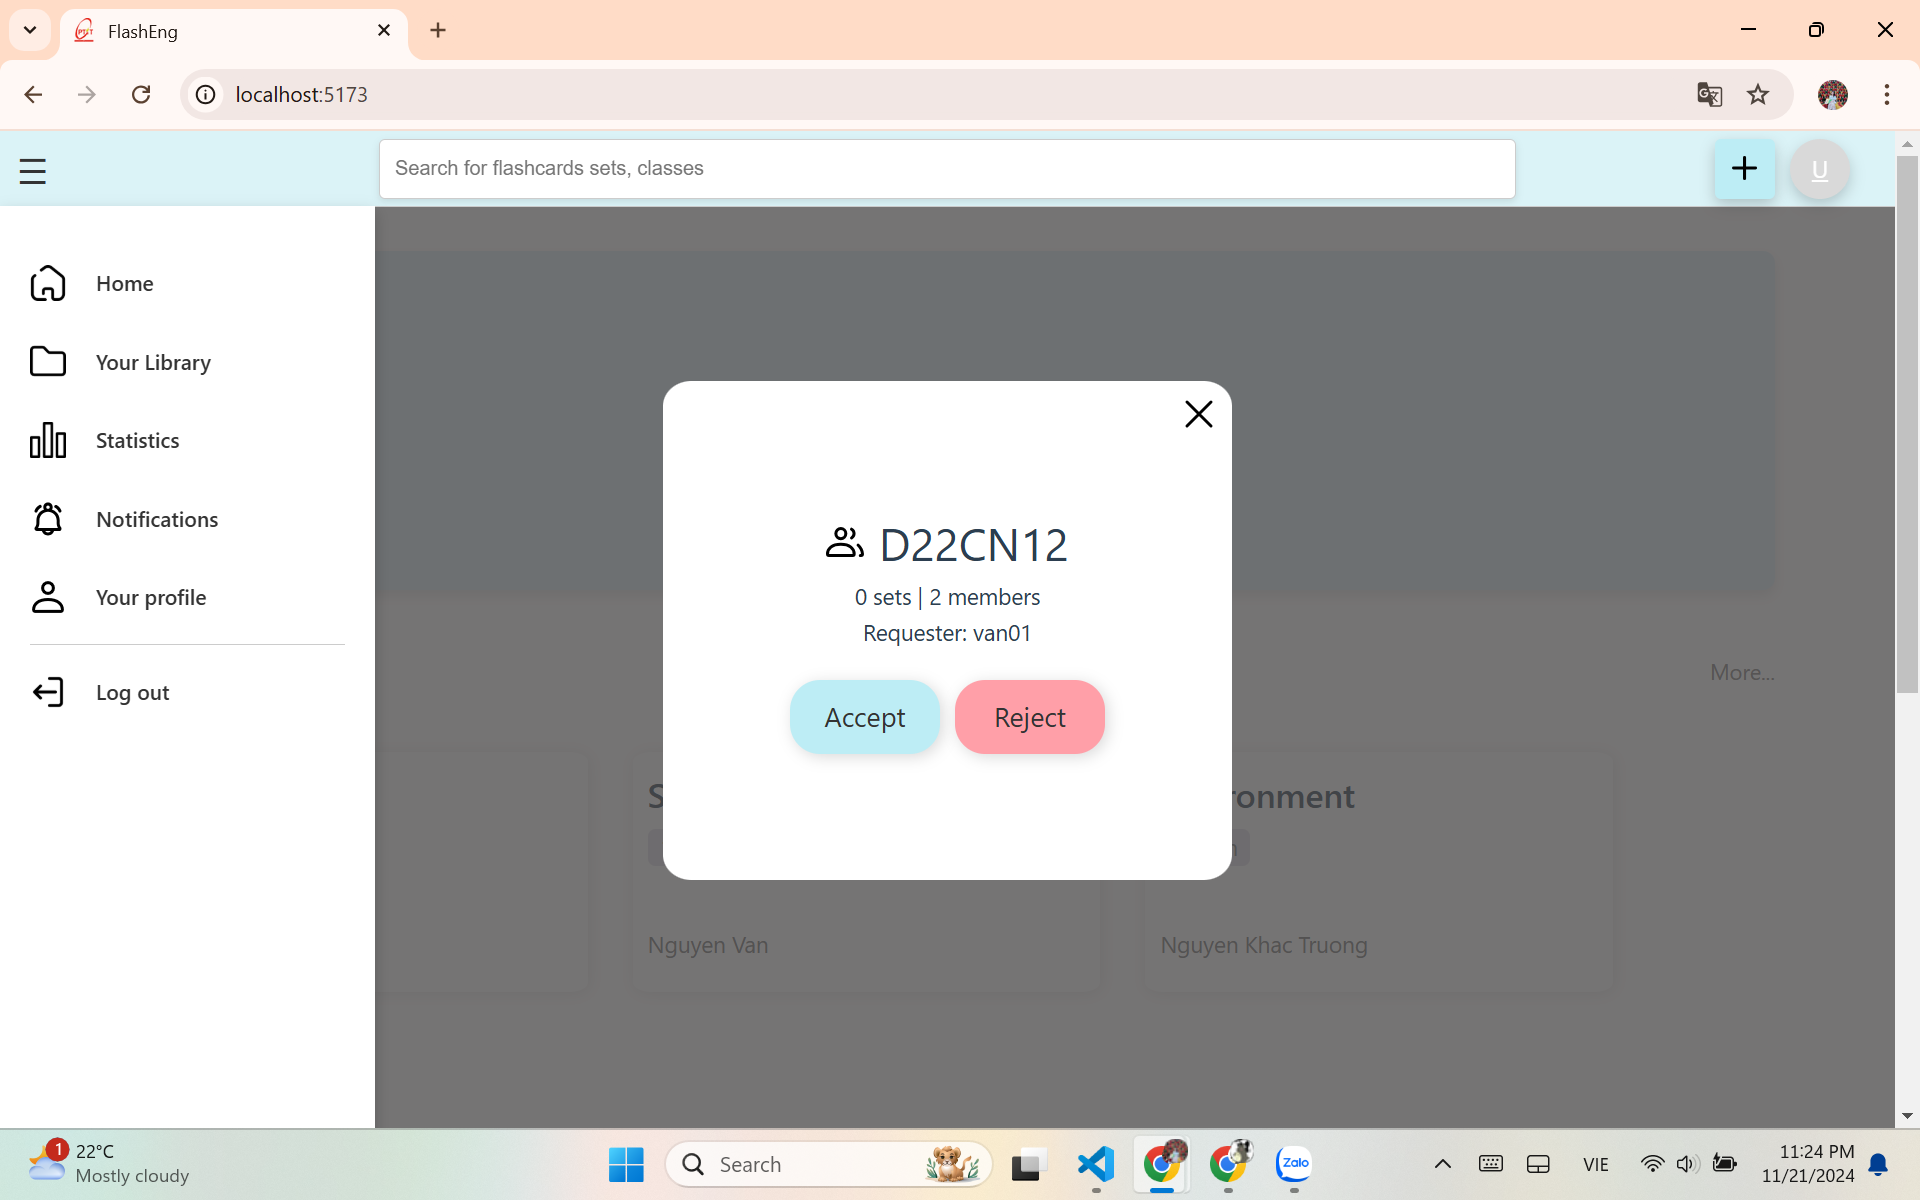 FlashEng
localhost:5173
Search for flashcards sets, classes
U
Home
Your Library
Statistics
Notifications
Your profile
Log out
D22CN12
0 sets | 2 members
Requester: van01
Accept
Reject
More...
Nguyen Van
Nguyen Khac Truong
1
22°C
Mostly cloudy
Search
Zalo
VIE
11:24 PM
11/21/2024